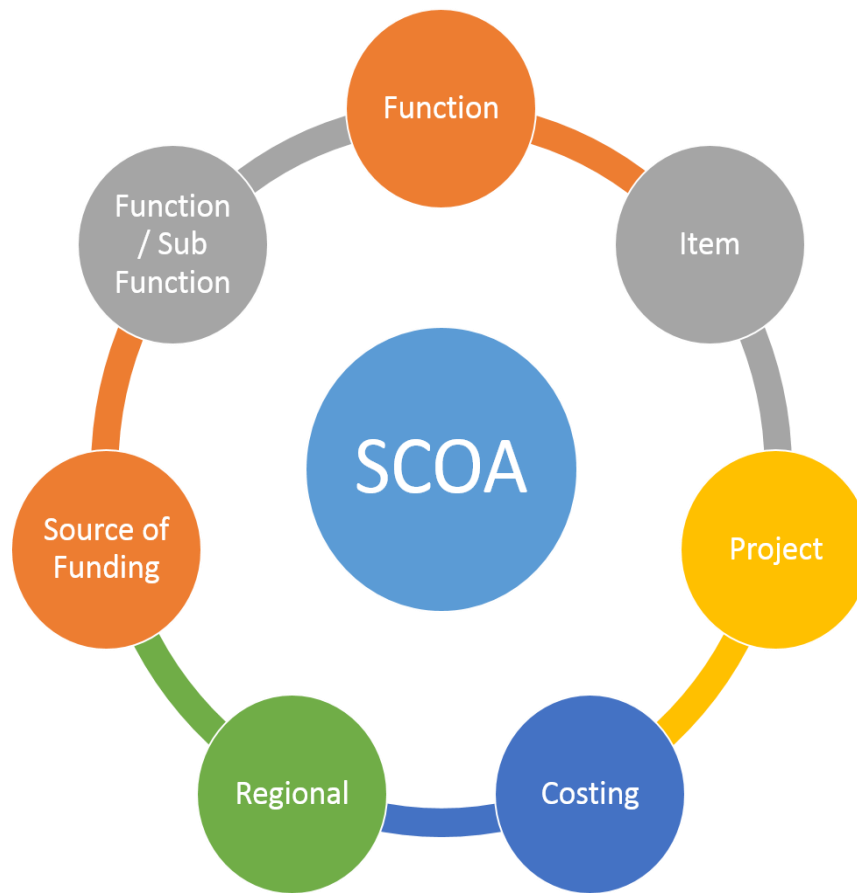 Function
Item
Project
Costing
Regional
Source of
Funding
Function
/ Sub
Function
SCOA